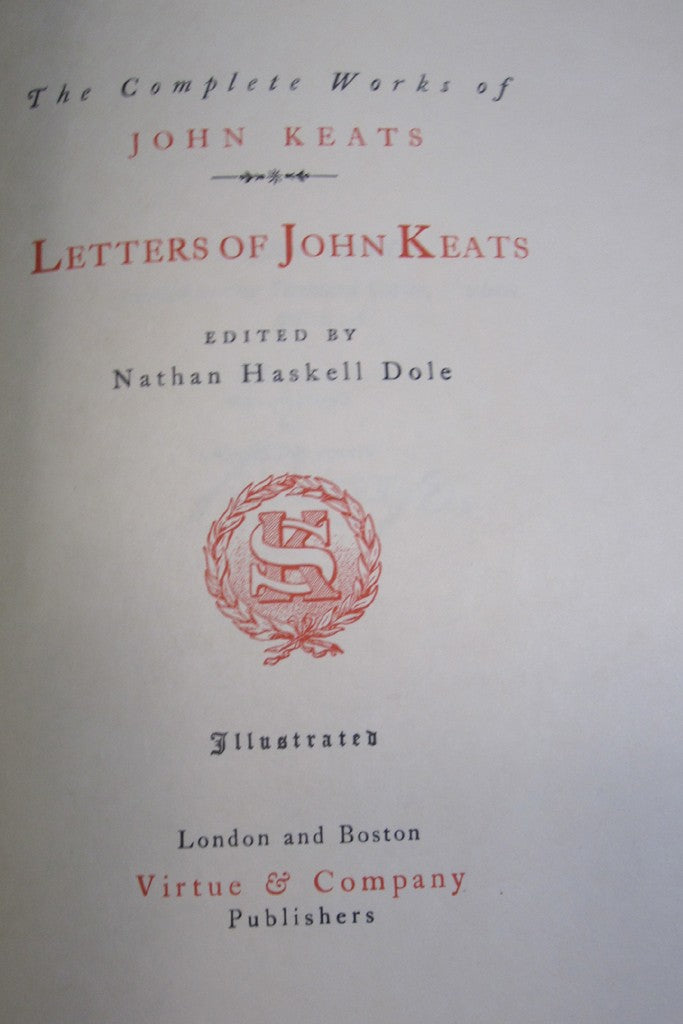 The Complete Works of
JOHN KEATS
LETTERS OF JOHN KEATS
EDITED BY
Nathan Haskell Dole
Illustrated
London and Boston
Virtue & Company
Publishers